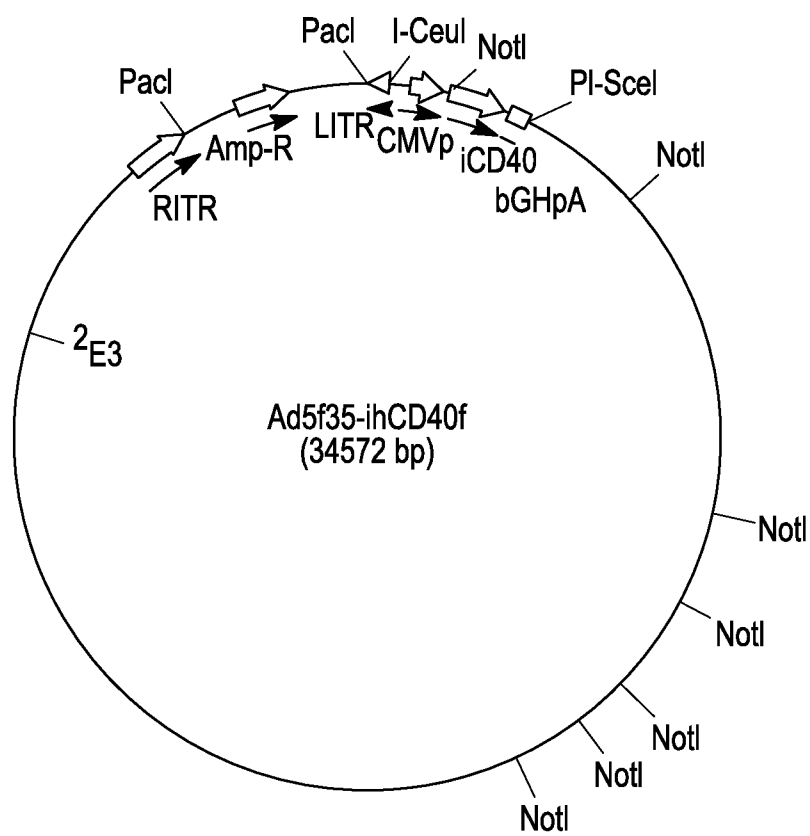 PacI
I-CeuI
NotI
PacI
PI-SceI
Amp-R
LITR
CMVp
iCD40
bGHpA
NotI
RITR
2E3
Ad5f35-ihCD40f
(34572 bp)
NotI
NotI
NotI
NotI
NotI